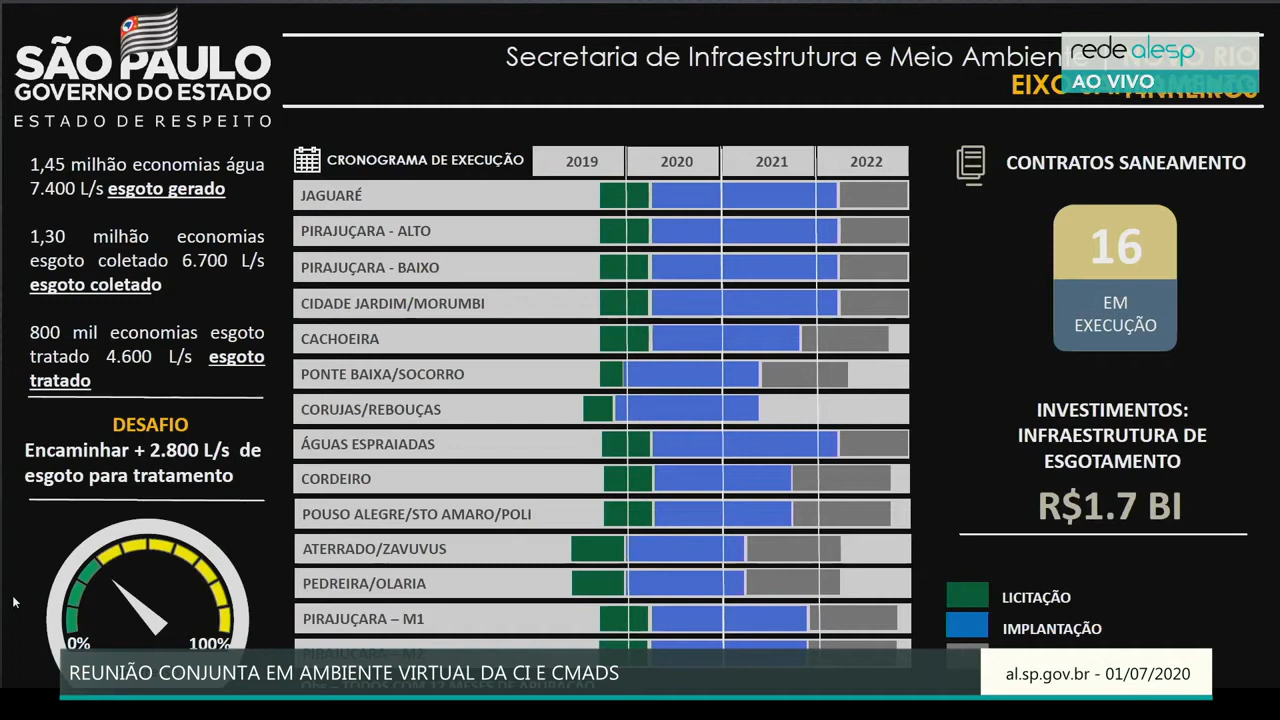 SÃO PAULO
GOVERNO DO ESTADO
ESTADO DE RESPEITO
Secretaria de Infraestrutura e Meio Ambiente
EIXO
rede alesp
AO VIVO
1,45 milhão economias água
7.400 L/s esgoto gerado
1,30 milhão economias
esgoto coletado 6.700 L/s
esgoto coletado
800 mil economias esgoto
tratado 4.600 L/s esgoto
tratado
DESAFIO
Encaminhar + 2.800 L/s de
esgoto para tratamento
0% 100%
CRONOGRAMA DE EXECUÇÃO 2019 2020 2021 2022
JAGUARÉ
PIRAJUÇARA - ALTO
PIRAJUÇARA - BAIXO
CIDADE JARDIM/MORUMBI
CACHOEIRA
PONTE BAIXA/SOCORRO
CORUJAS/REBOUÇAS
ÁGUAS ESPRAIADAS
CORDEIRO
POUSO ALEGRE/STO AMARO/POLI
ATERRADO/ZAVUVUS
PEDREIRA/OLARIA
PIRAJUÇARA – M1
PIRAJUÇARA – M2
CONTRATOS SANEAMENTO
16
EM
EXECUÇÃO
INVESTIMENTOS:
INFRAESTRUTURA DE
ESGOTAMENTO
R$1.7 BI
LICITAÇÃO
IMPLANTAÇÃO
REUNIÃO CONJUNTA EM AMBIENTE VIRTUAL DA CI E CMADS
al.sp.gov.br - 01/07/2020